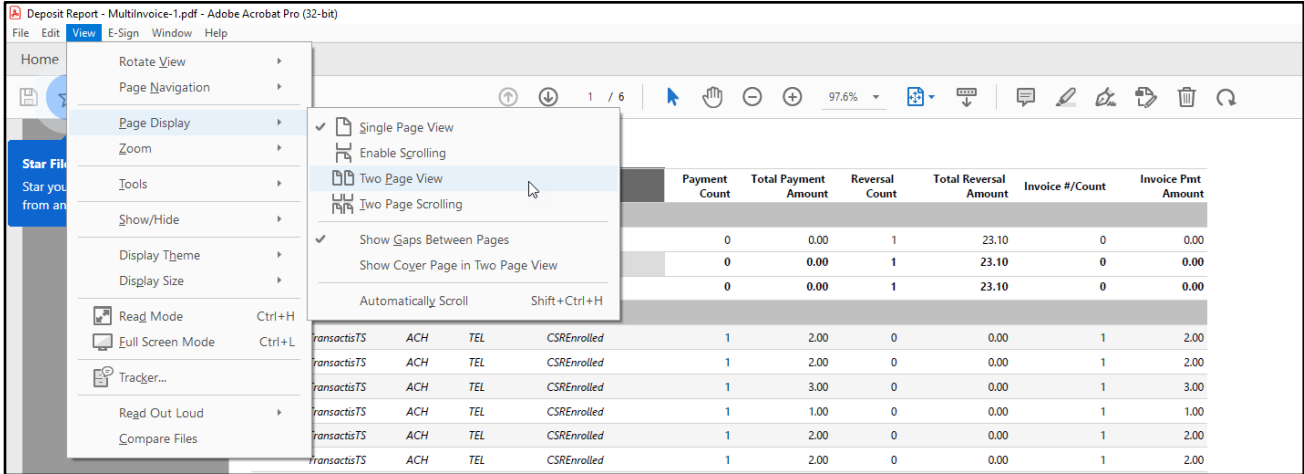 Deposit Report - MultiInvoice-1.pdf - Adobe Acrobat Pro (32-bit)
File Edit View E-Sign Window Help
Home
Rotate View
Page Navigation
Page Display
Zoom
Tools
Show/Hide
Display Theme
Display Size
Read Mode Ctrl+H
Full Screen Mode Ctrl+L
Tracker...
Read Out Loud
Compare Files
Single Page View
Enable Scrolling
Two Page View
Two Page Scrolling
Show Gaps Between Pages
Show Cover Page in Two Page View
Automatically Scroll Shift+Ctrl+H
1 / 6 97.6%
Star File
Star you
from an
Payment Total Payment Reversal Total Reversal Invoice #/Count Invoice Pmt
Count Amount Count Amount Amount
0 0.00 1 23.10 0 0.00
0 0.00 1 23.10 0 0.00
0 0.00 1 23.10 0 0.00
TransactisTS ACH TEL CSREnrolled 1 2.00 0 0.00 1 2.00
TransactisTS ACH TEL CSREnrolled 1 2.00 0 0.00 1 2.00
TransactisTS ACH TEL CSREnrolled 1 3.00 0 0.00 1 3.00
TransactisTS ACH TEL CSREnrolled 1 1.00 0 0.00 1 1.00
TransactisTS ACH TEL CSREnrolled 1 2.00 0 0.00 1 2.00
TransactisTS ACH TEL CSREnrolled 1 2.00 0 0.00 1 2.00